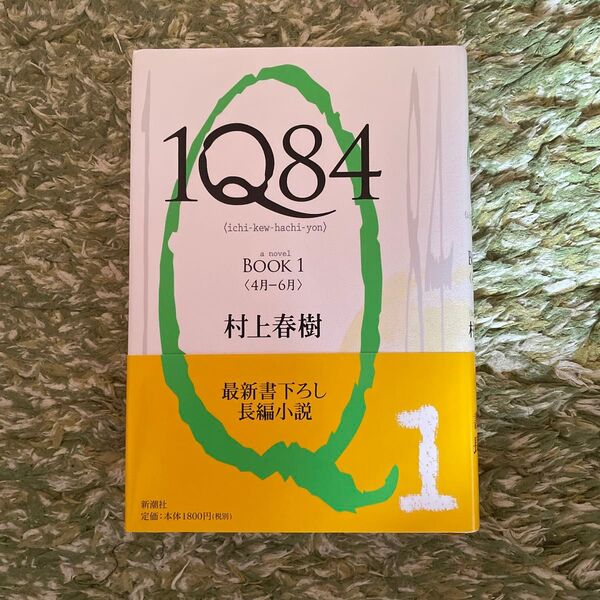 1Q84
〈ichi-kew-hachi-yon〉
a novel
BOOK 1
〈4月−6月〉
村上春樹
最新書下ろし
長編小説
1
新潮社
定価：本体1800円(税別)